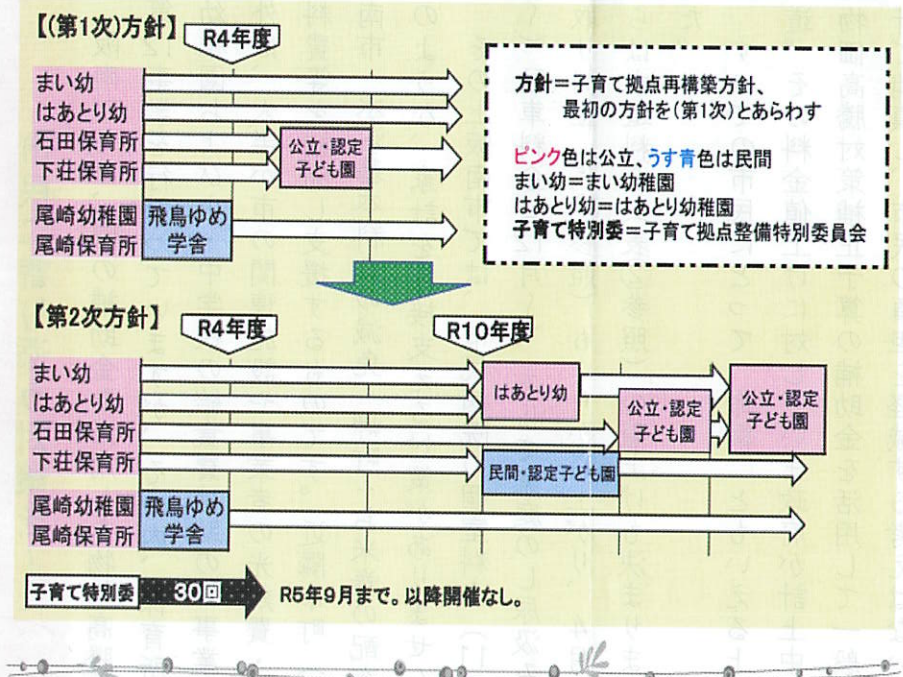 【(第1次)方針】
R4年度
まい幼
はあとり幼
石田保育所
下荘保育所
公立・認定
子ども園
尾崎幼稚園
尾崎保育所
飛鳥ゆめ
学舎
方針=子育て拠点再構築方針、
最初の方針を(第1次)とあらわす
ピンク色は公立、うす青色は民間
まい幼=まい幼稚園
はあとり幼=はあとり幼稚園
子育て特別委=子育て拠点整備特別委員会
【第2次方針】
R4年度
R10年度
まい幼
はあとり幼
石田保育所
下荘保育所
はあとり幼
公立・認定
子ども園
公立・認定
子ども園
民間・認定子ども園
尾崎幼稚園
尾崎保育所
飛鳥ゆめ
学舎
子育て特別委
30回
R5年9月まで。以降開催なし。